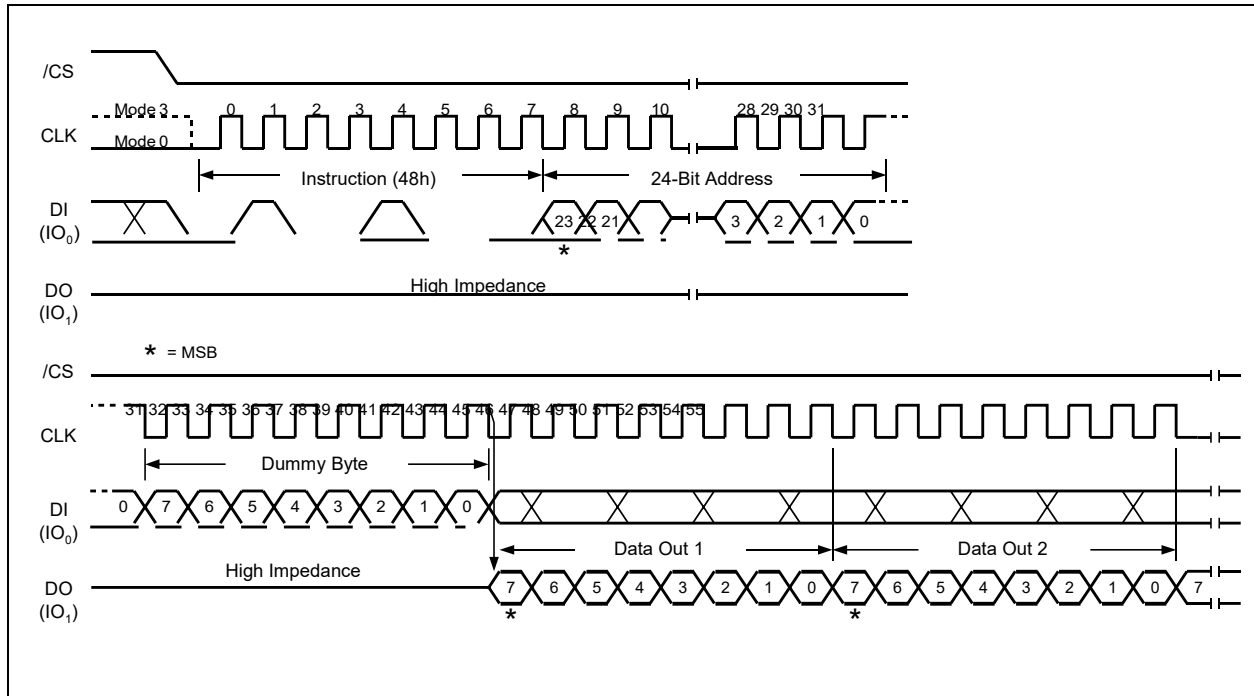 /CS
Mode 3 0 1 2 3 4 5 6 7 8 9 10 28 29 30 31
CLK
Mode 0
Instruction (48h) 24-Bit Address
DI
(IO0)
23 22 21 3 2 1 0
*
High Impedance
DO
(IO1)
* = MSB
/CS
31 32 33 34 35 36 37 38 39 40 41 42 43 44 45 46 47 48 49 50 51 52 53 54 55
CLK
Dummy Byte
DI
(IO0)
0 7 6 5 4 3 2 1 0
Data Out 1 Data Out 2
High Impedance
DO
(IO1)
7 6 5 4 3 2 1 0 7 6 5 4 3 2 1 0 7
* *